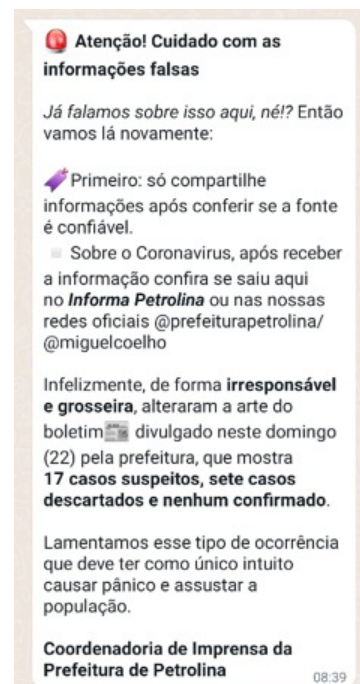 Atenção! Cuidado com as
informações falsas
Já falamos sobre isso aqui, né!? Então
vamos lá novamente:
Primeiro: só compartilhe
informações após conferir se a fonte
é confiável.
Sobre o Coronavirus, após receber
a informação confira se saiu aqui
no Informa Petrolina ou nas nossas
redes oficiais @prefeiturapetrolina/
@miguelcoelho
Infelizmente, de forma irresponsável
e grosseira, alteraram a arte do
boletim divulgado neste domingo
(22) pela prefeitura, que mostra
17 casos suspeitos, sete casos
descartados e nenhum confirmado.
Lamentamos esse tipo de ocorrência
que deve ter como único intuito
causar pânico e assustar a
população.
Coordenadoria de Imprensa da
Prefeitura de Petrolina
08:39